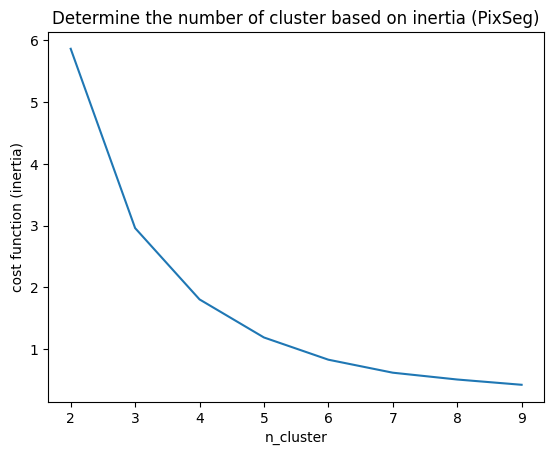 Determine the number of cluster based on inertia (PixSeg)
cost function (inertia)
6
5
4
3
2
1
2 3 4 5 6 7 8 9
n_cluster